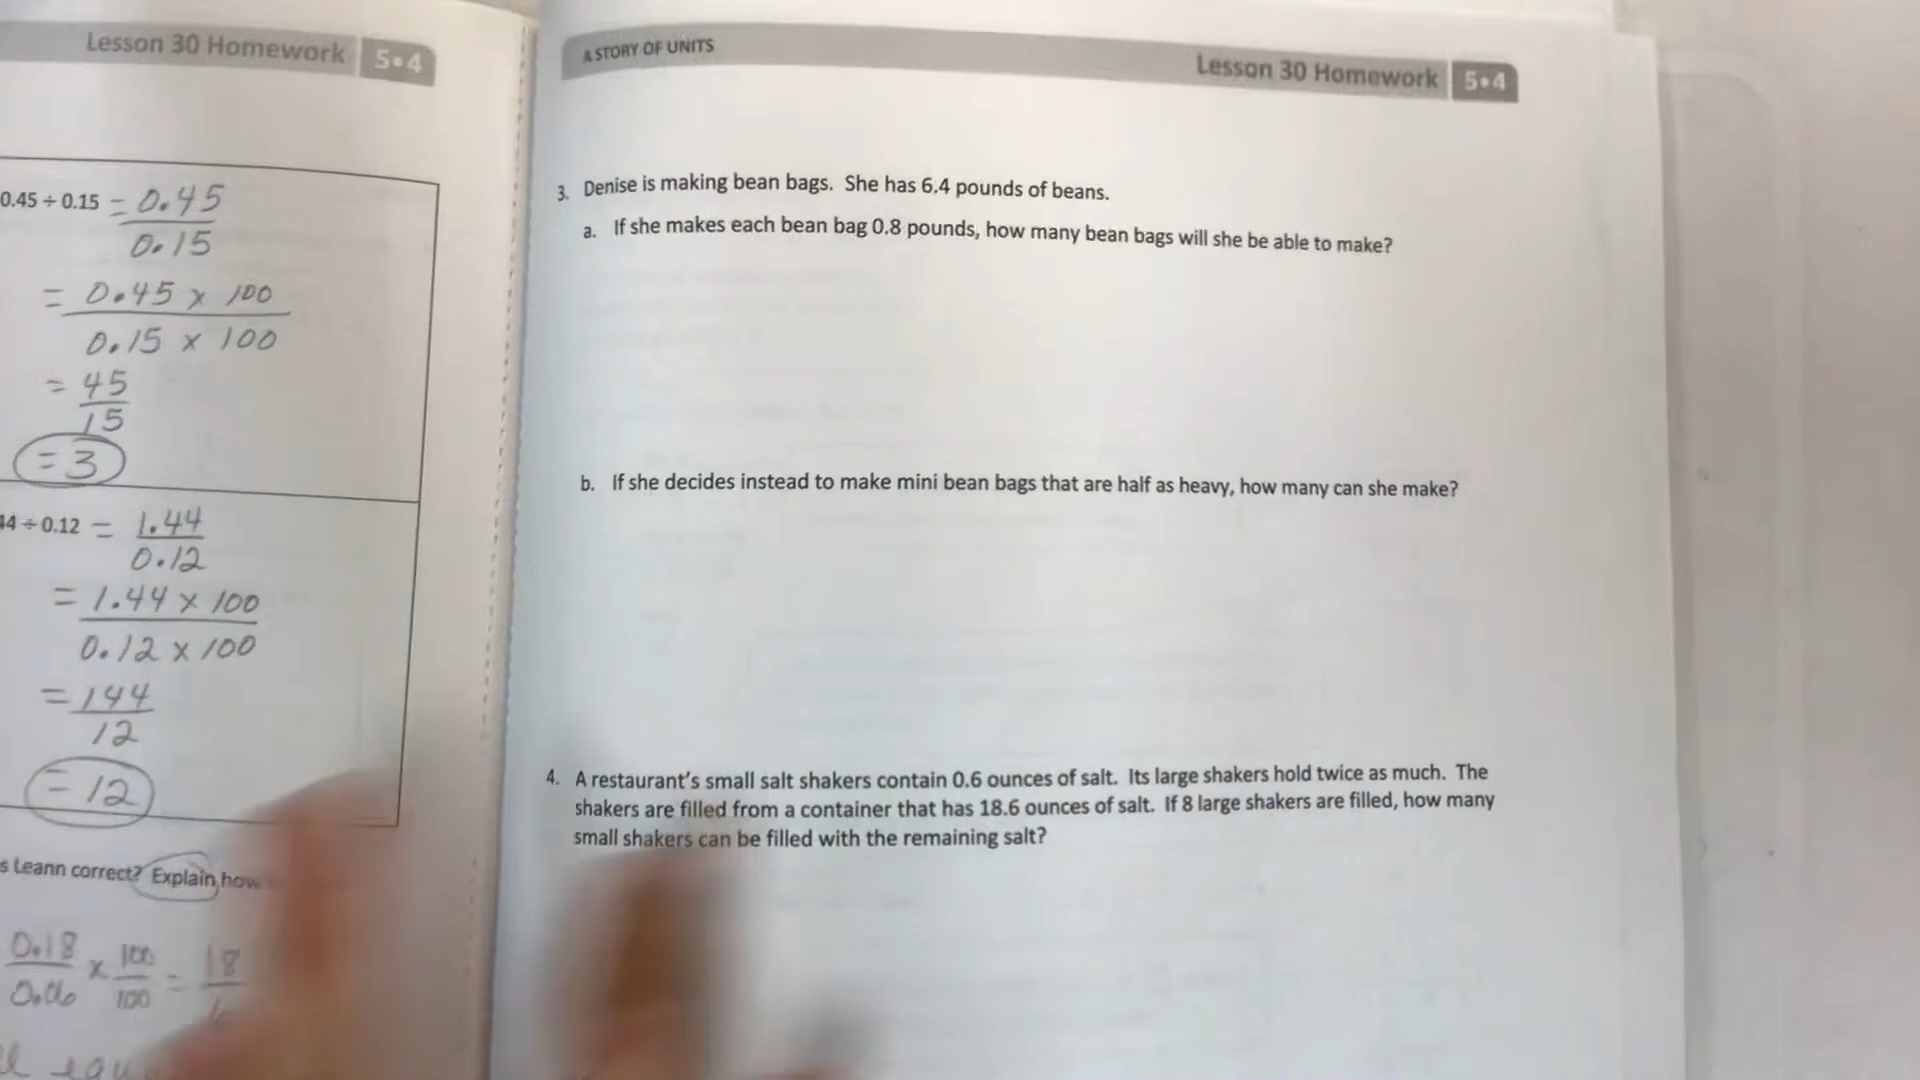 Lesson 30 Homework 5•4
0.45 ÷ 0.15 = 0.45
0.15
= 0.45 x 100
0.15 x 100
= 45
15
= 3
÷ 0.12 = 1.44
0.12
= 1.44 x 100
0.12 x 100
= 144
12
= 12
Leann correct? Explain how
0.18 x 100 = 18
0.06 100
A STORY OF UNITS
Lesson 30 Homework 5•4
3. Denise is making bean bags. She has 6.4 pounds of beans.
a. If she makes each bean bag 0.8 pounds, how many bean bags will she be able to make?
b. If she decides instead to make mini bean bags that are half as heavy, how many can she make?
4. A restaurant's small salt shakers contain 0.6 ounces of salt. Its large shakers hold twice as much. The
shakers are filled from a container that has 18.6 ounces of salt. If 8 large shakers are filled, how many
small shakers can be filled with the remaining salt?